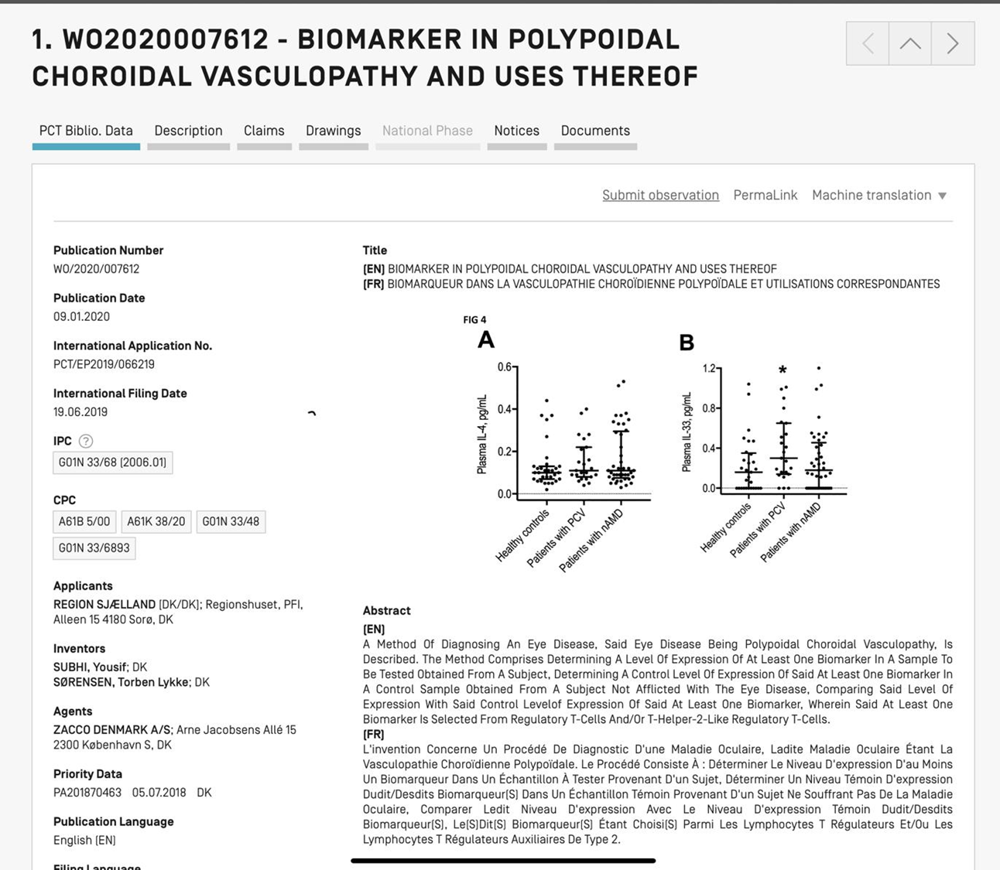 1. WO2020007612 - BIOMARKER IN POLYPOIDAL
CHOROIDAL VASCULOPATHY AND USES THEREOF
PCT Biblio. Data Description Claims Drawings National Phase Notices Documents
Submit observation PermaLink Machine translation ▼
Publication Number
WO/2020/007612
Publication Date
09.01.2020
International Application No.
PCT/EP2019/066219
International Filing Date
19.06.2019
IPC ?
G01N 33/68 (2006.01)
CPC
A61B 5/00 A61K 38/20 G01N 33/48
G01N 33/6893
Applicants
REGION SJÆLLAND [DK/DK]; Regionshuset, PFI,
Alleen 15 4180 Sorø, DK
Inventors
SUBHI, Yousif; DK
SØRENSEN, Torben Lykke; DK
Agents
ZACCO DENMARK A/S; Arne Jacobsens Allé 15
2300 København S, DK
Priority Data
PA201870463 05.07.2018 DK
Publication Language
English (EN)
Filing Language
Title
(EN) BIOMARKER IN POLYPOIDAL CHOROIDAL VASCULOPATHY AND USES THEREOF
(FR) BIOMARQUEUR DANS LA VASCULOPATHIE CHOROÏDIENNE POLYPOÏDALE ET UTILISATIONS CORRESPONDANTES
FIG 4
A
0.6
0.4
0.2
0.0
Plasma IL-4, pg/mL
Healthy controls
Patients with PCV
Patients with nAMD
B
1.2
0.8
0.4
0.0
Plasma IL-33, pg/mL
*
Healthy controls
Patients with PCV
Patients with nAMD
Abstract
(EN)
A Method Of Diagnosing An Eye Disease, Said Eye Disease Being Polypoidal Choroidal Vasculopathy, Is
Described. The Method Comprises Determining A Level Of Expression Of At Least One Biomarker In A Sample To
Be Tested Obtained From A Subject, Determining A Control Level Of Expression Of Said At Least One Biomarker In
A Control Sample Obtained From A Subject Not Afflicted With The Eye Disease, Comparing Said Level Of
Expression With Said Control Levelof Expression Of Said At Least One Biomarker, Wherein Said At Least One
Biomarker Is Selected From Regulatory T-Cells And/Or T-Helper-2-Like Regulatory T-Cells.
(FR)
L'invention Concerne Un Procédé De Diagnostic D'une Maladie Oculaire, Ladite Maladie Oculaire Étant La
Vasculopathie Choroïdienne Polypoïdale. Le Procédé Consiste À : Déterminer Le Niveau D'expression D'au Moins
Un Biomarqueur Dans Un Échantillon À Tester Provenant D'un Sujet, Déterminer Un Niveau Témoin D'expression
Dudit/Desdits Biomarqueur(S) Dans Un Échantillon Témoin Provenant D'un Sujet Ne Souffrant Pas De La Maladie
Oculaire, Comparer Ledit Niveau D'expression Avec Le Niveau D'expression Témoin Dudit/Desdits
Biomarqueur(S), Le(S)Dit(S) Biomarqueur(S) Étant Choisi(S) Parmi Les Lymphocytes T Régulateurs Et/Ou Les
Lymphocytes T Régulateurs Auxiliaires De Type 2.